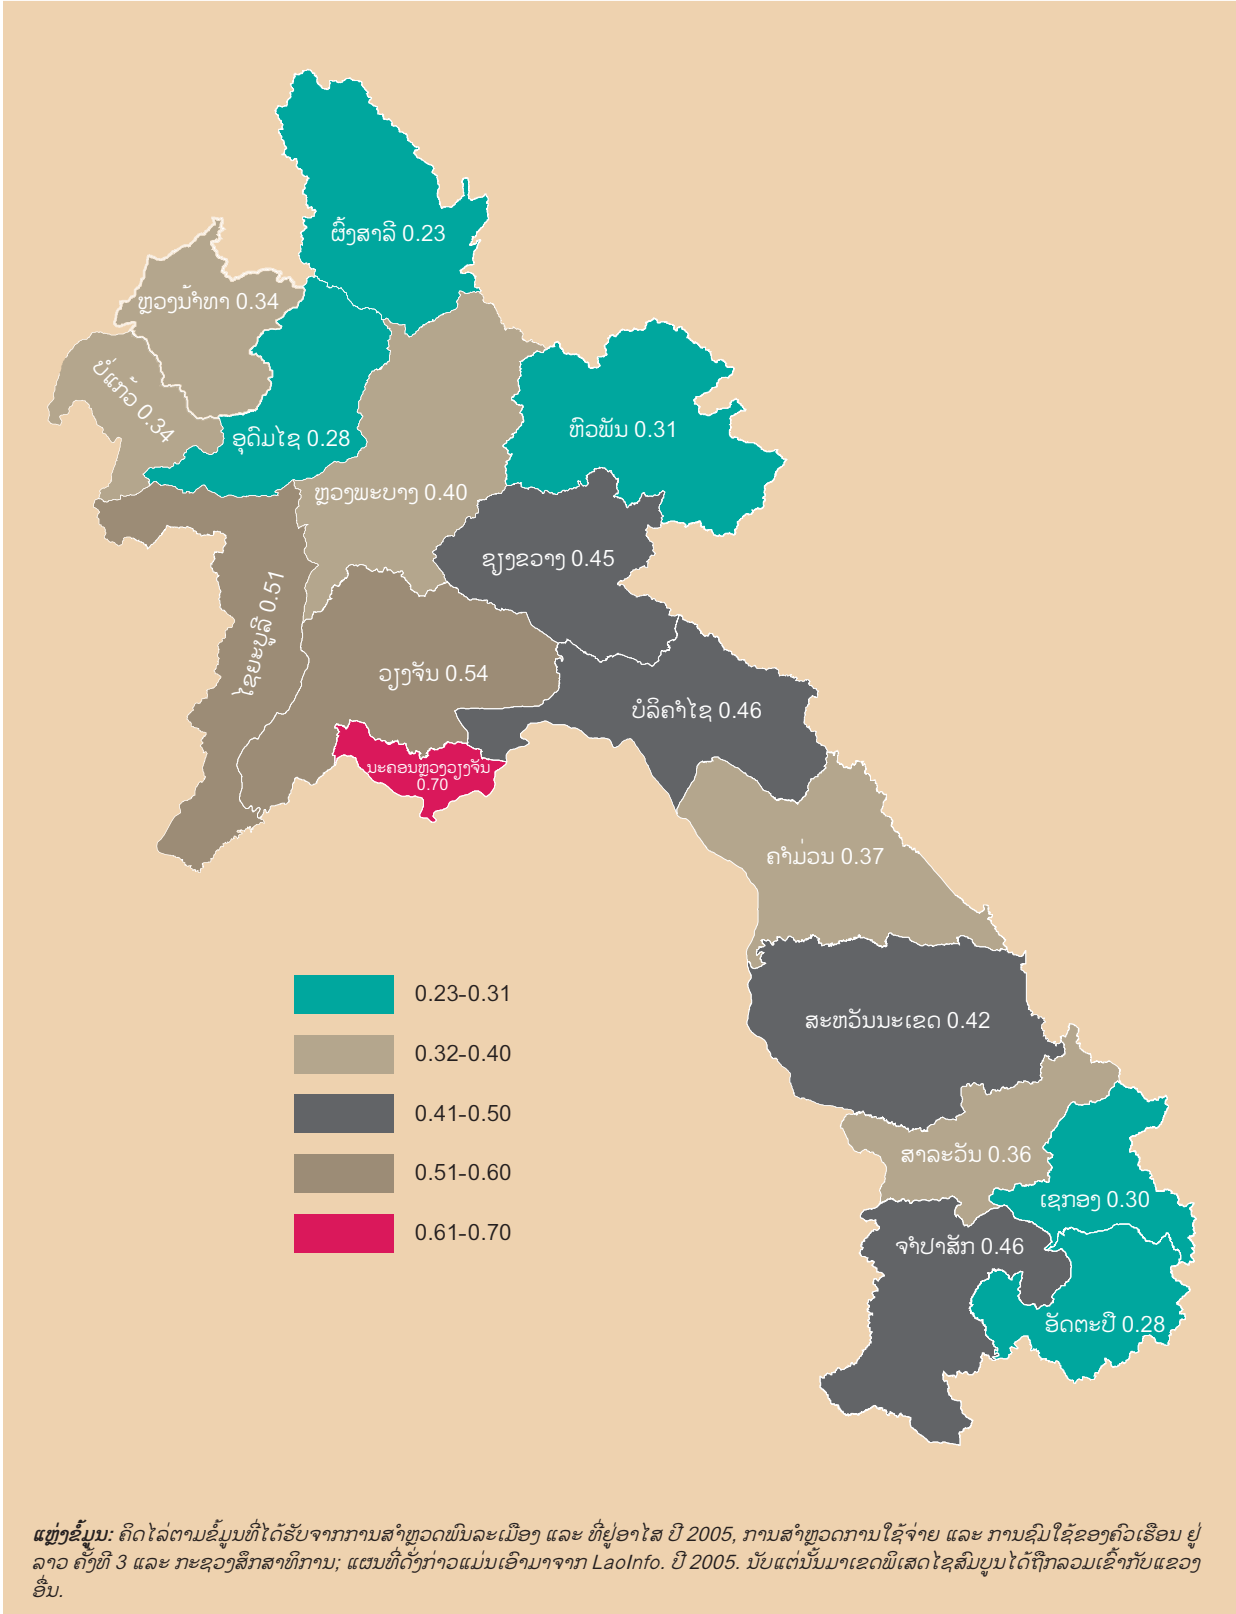 ຜົ້ງສາລີ 0.23
ຫຼວງນ້ຳທາ 0.34
ບໍ່ແກ້ວ 0.34
ອຸດົມໄຊ 0.28
ຫົວພັນ 0.31
ຫຼວງພະບາງ 0.40
ຊຽງຂວາງ 0.45
ໄຊຍະບູລີ 0.51
ວຽງຈັນ 0.54
ບໍລິຄຳໄຊ 0.46
ນະຄອນຫຼວງວຽງຈັນ
0.70
ຄຳມ່ວນ 0.37
ສະຫວັນນະເຂດ 0.42
ສາລະວັນ 0.36
ເຊກອງ 0.30
ຈຳປາສັກ 0.46
ອັດຕະປື 0.28
0.23-0.31
0.32-0.40
0.41-0.50
0.51-0.60
0.61-0.70
ແຫຼ່ງຂໍ້ມູນ: ຄິດໄລ່ຕາມຂໍ້ມູນທີ່ໄດ້ຮັບຈາກການສຳຫຼວດພົນລະເມືອງ ແລະ ທີ່ຢູ່ອາໄສ ປີ 2005, ການສຳຫຼວດການໃຊ້ຈ່າຍ ແລະ ການຊົມໃຊ້ຂອງຄົວເຮືອນ ຢູ່
ລາວ ຄັ້ງທີ 3 ແລະ ກະຊວງສຶກສາທິການ; ແຜນທີ່ດັ່ງກ່າວແມ່ນເອົາມາຈາກ LaoInfo. ປີ 2005. ນັບແຕ່ນັ້ນມາເຂດພິເສດໄຊສົມບູນໄດ້ຖືກລວມເຂົ້າກັບແຂວງ
ອື່ນ.